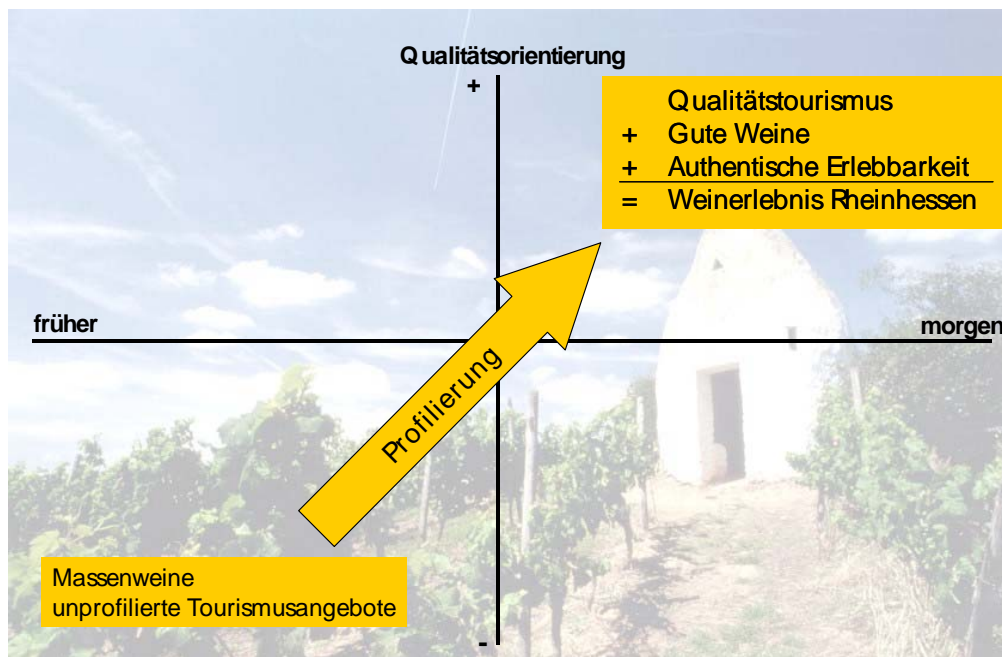 Qualitätsorientierung
+
Qualitätstourismus
+ Gute Weine
+ Authentische Erlebbarkeit
= Weinerlebnis Rheinhessen
früher
morgen
Profilierung
Massenweine
unprofilierte Tourismusangebote
-